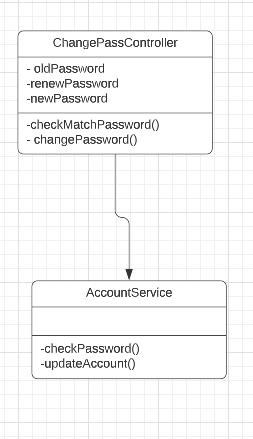 ChangePassController
- oldPassword
-renewPassword
-newPassword
-checkMatchPassword()
- changePassword()
AccountService
-checkPassword()
-updateAccount()